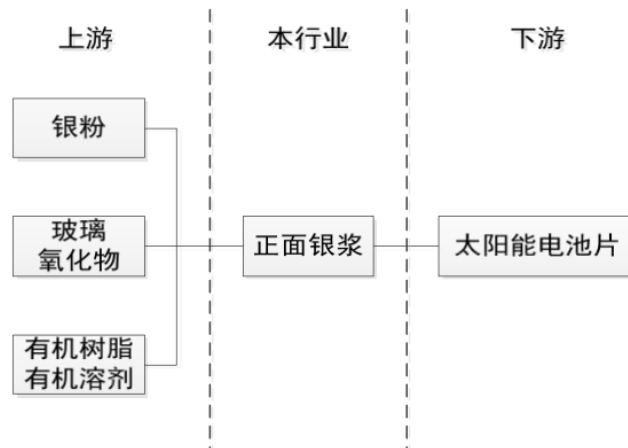 上游
本行业
下游
银粉
玻璃
氧化物
正面银浆
太阳能电池片
有机树脂
有机溶剂